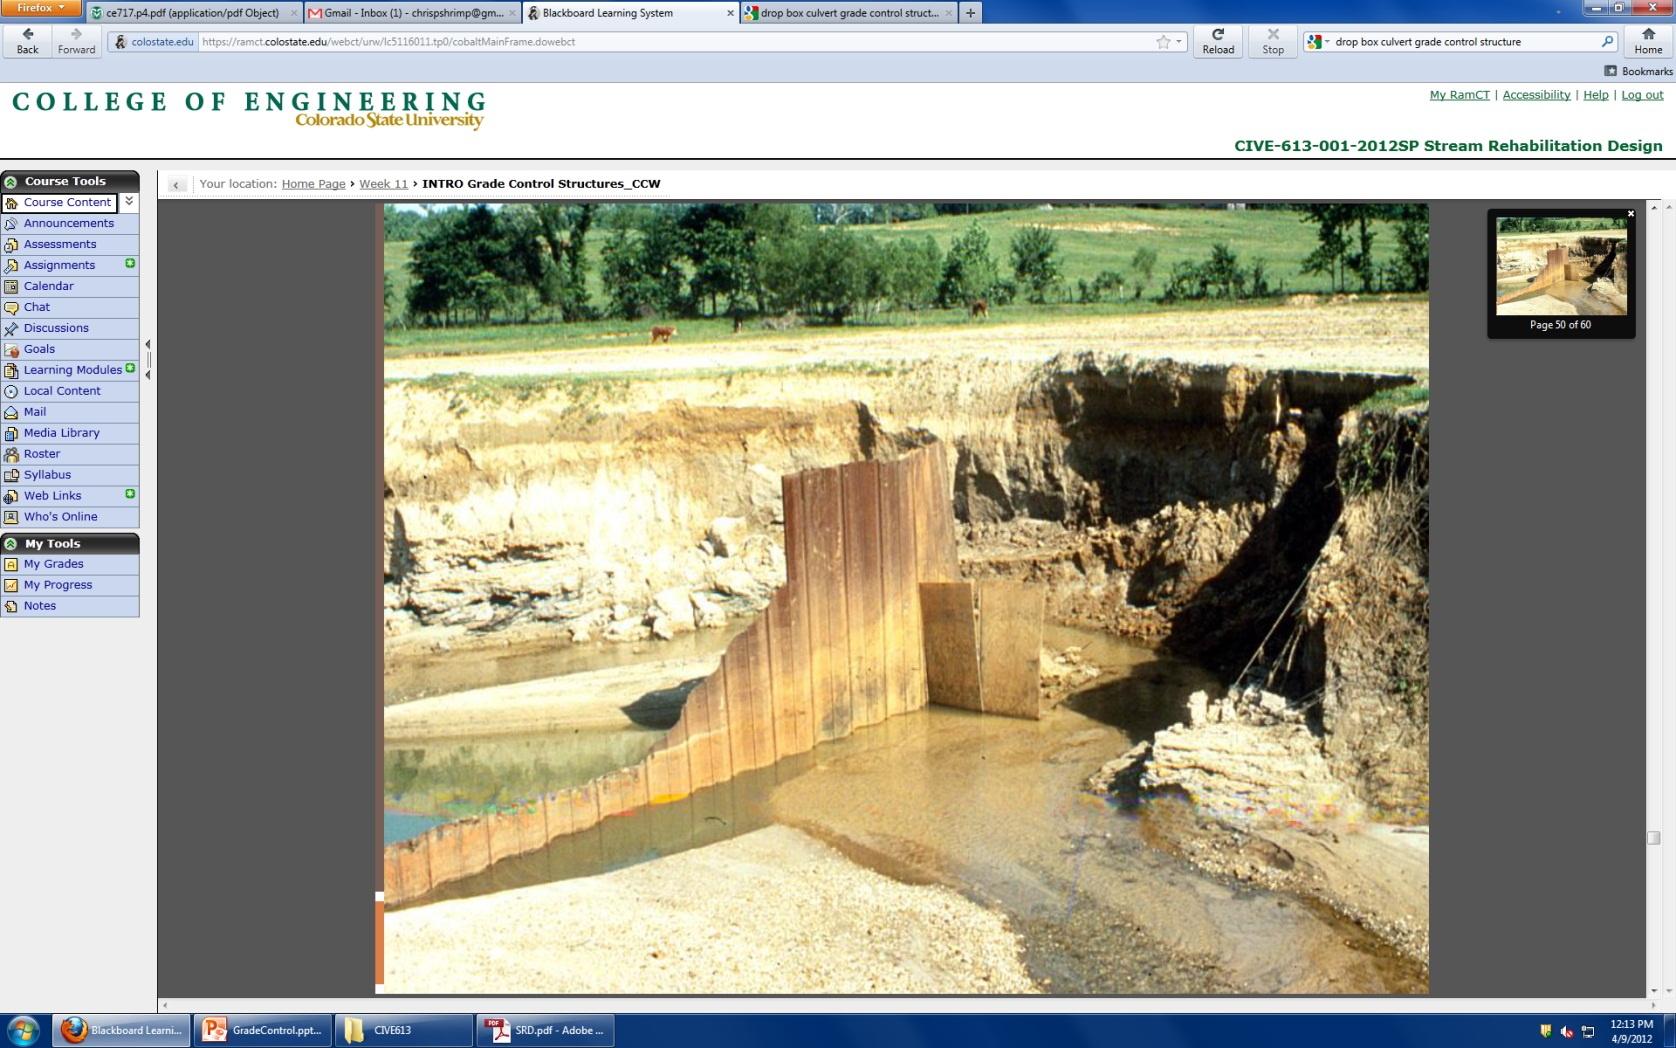 Firefox
ce717.p4.pdf (application/pdf Object)
Gmail - Inbox (1) - chrispshrimp@gm...
Blackboard Learning System
drop box culvert grade control struct...
Back
Forward
colostate.edu
https://ramct.colostate.edu/webct/urw/lc5116011.tp0/cobaltMainFrame.dowebct
Reload
Stop
drop box culvert grade control structure
Home
Bookmarks
COLLEGE OF ENGINEERING
Colorado State University
My RamCT | Accessibility | Help | Log out
CIVE-613-001-2012SP Stream Rehabilitation Design
Course Tools
Course Content
Announcements
Assessments
Assignments
Calendar
Chat
Discussions
Goals
Learning Modules
Local Content
Mail
Media Library
Roster
Syllabus
Web Links
Who's Online
My Tools
My Grades
My Progress
Notes
Your location: Home Page › Week 11 › INTRO Grade Control Structures_CCW
Page 50 of 60
Blackboard Learni...
GradeControl.ppt...
CIVE613
PDF
SRD.pdf - Adobe ...
12:13 PM
4/9/2012